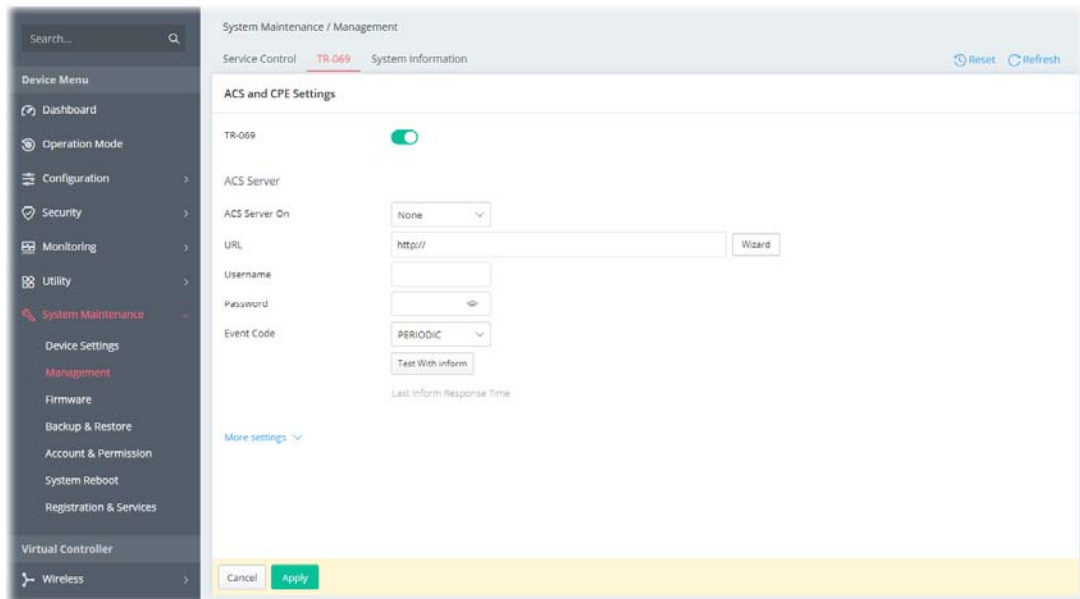 Search...
Device Menu
Dashboard
Operation Mode
Configuration
Security
Monitoring
Utility
System Maintenance
Device Settings
Management
Firmware
Backup & Restore
Account & Permission
System Reboot
Registration & Services
Virtual Controller
Wireless
System Maintenance / Management
Service Control TR-069 System Information
Reset Refresh
ACS and CPE Settings
TR-069
ACS Server
ACS Server On None
URL http:// Wizard
Username
Password
Event Code PERIODIC
Test With inform
Last Inform Response Time
More settings
Cancel Apply